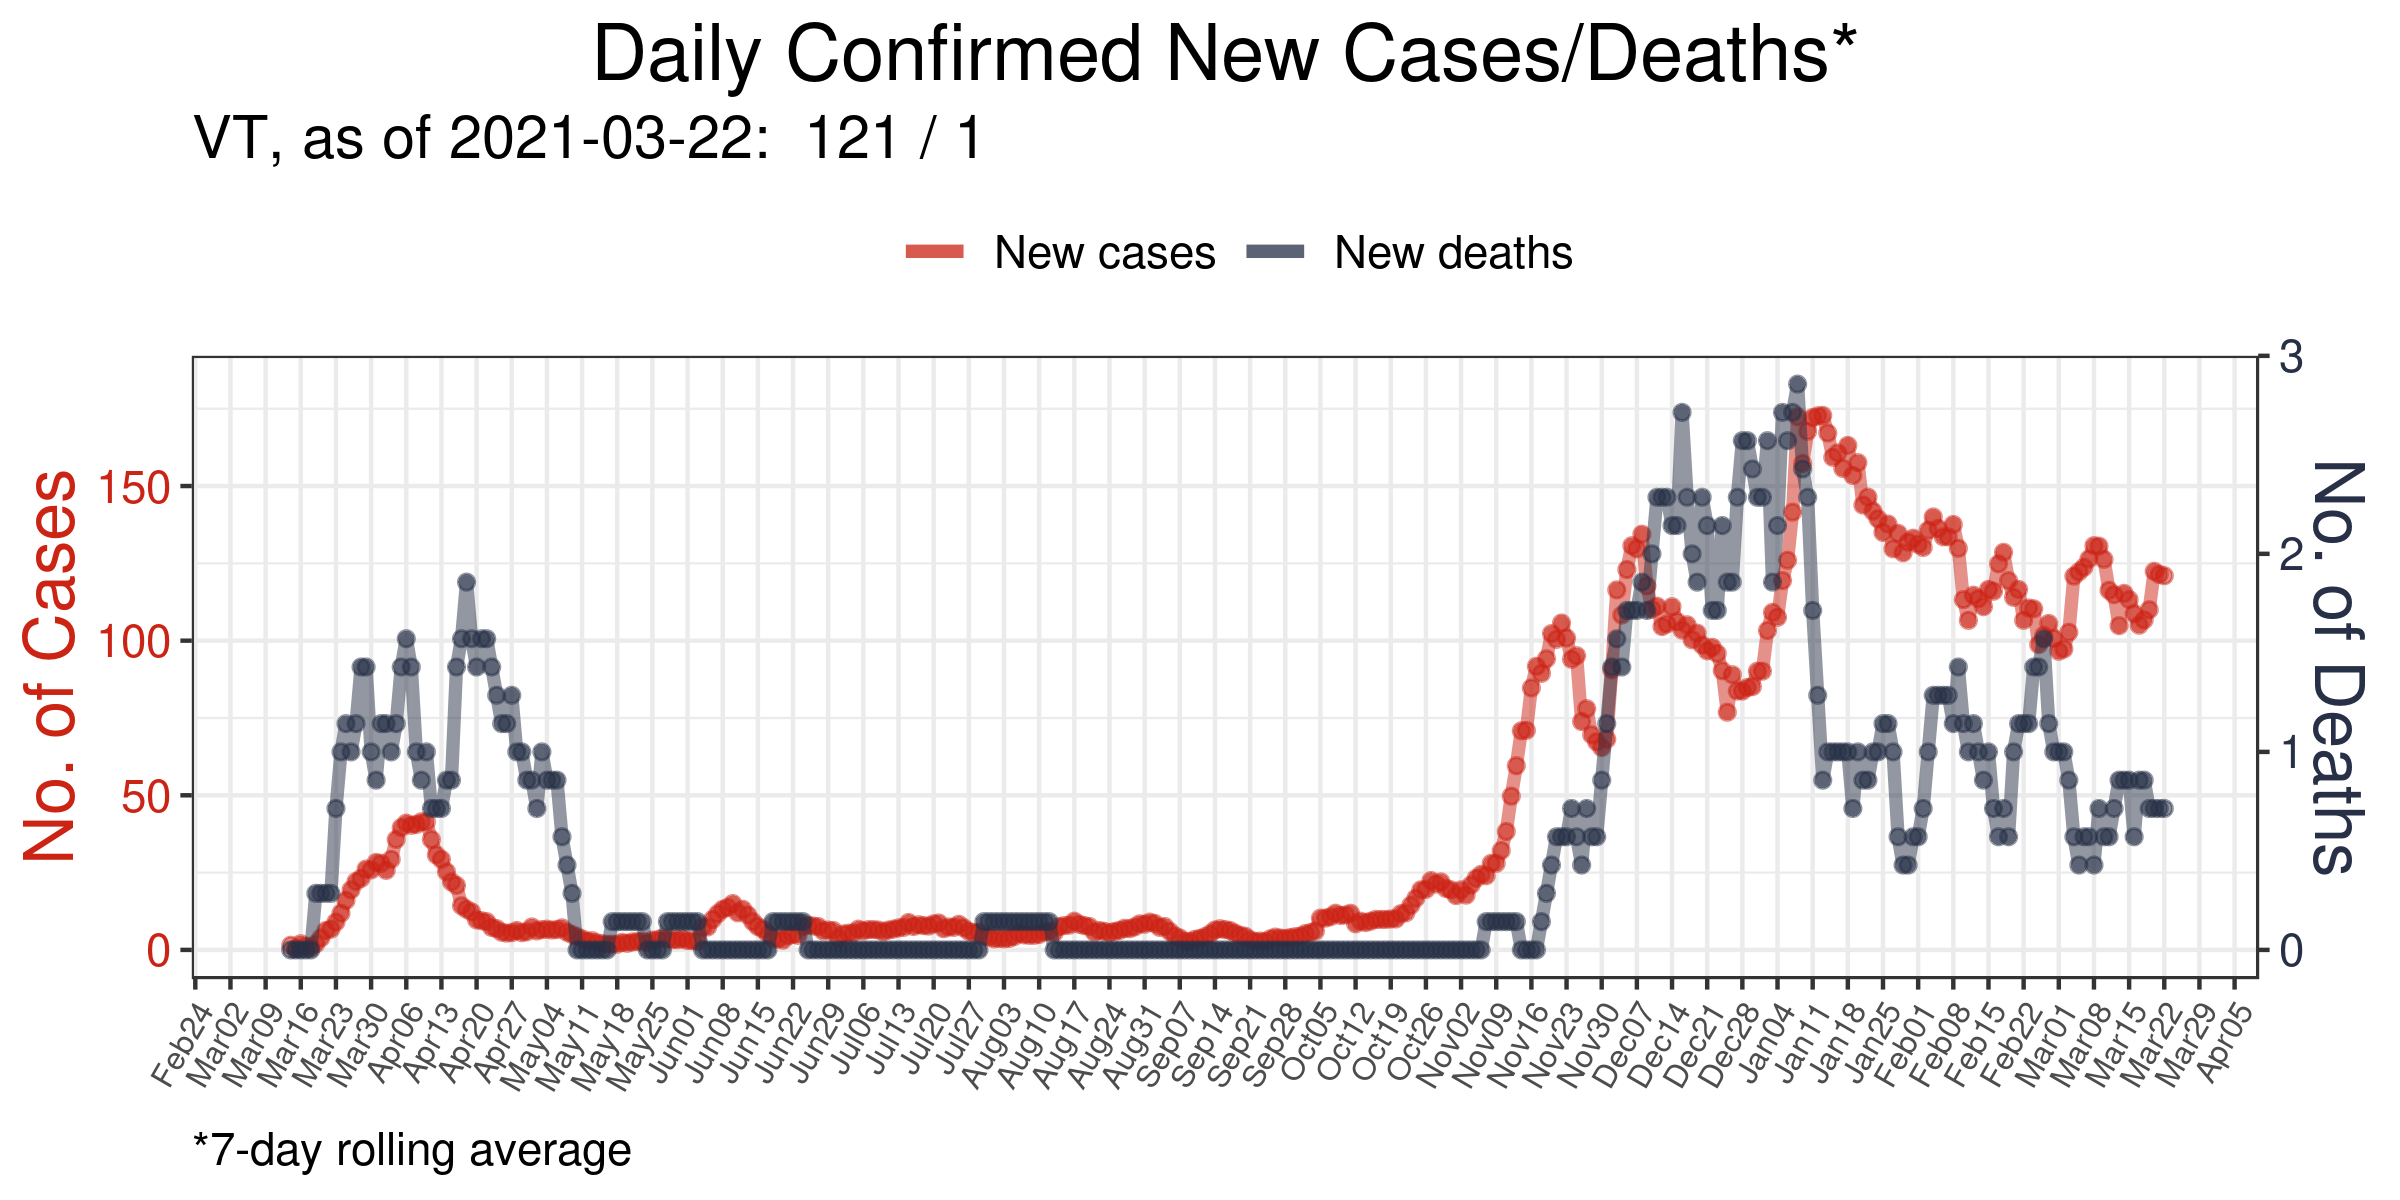 Daily Confirmed New Cases/Deaths*
VT, as of 2021-03-22:  121 / 1
New cases
New deaths
No. of Cases
150
100
50
0
3
2
1
0
No. of Deaths
Feb24
Mar02
Mar09
Mar16
Mar23
Mar30
Apr06
Apr13
Apr20
Apr27
May04
May11
May18
May25
Jun01
Jun08
Jun15
Jun22
Jun29
Jul06
Jul13
Jul20
Jul27
Aug03
Aug10
Aug17
Aug24
Aug31
Sep07
Sep14
Sep21
Sep28
Oct05
Oct12
Oct19
Oct26
Nov02
Nov09
Nov16
Nov23
Nov30
Dec07
Dec14
Dec21
Dec28
Jan04
Jan11
Jan18
Jan25
Feb01
Feb08
Feb15
Feb22
Mar01
Mar08
Mar15
Mar22
Mar29
Apr05
*7-day rolling average